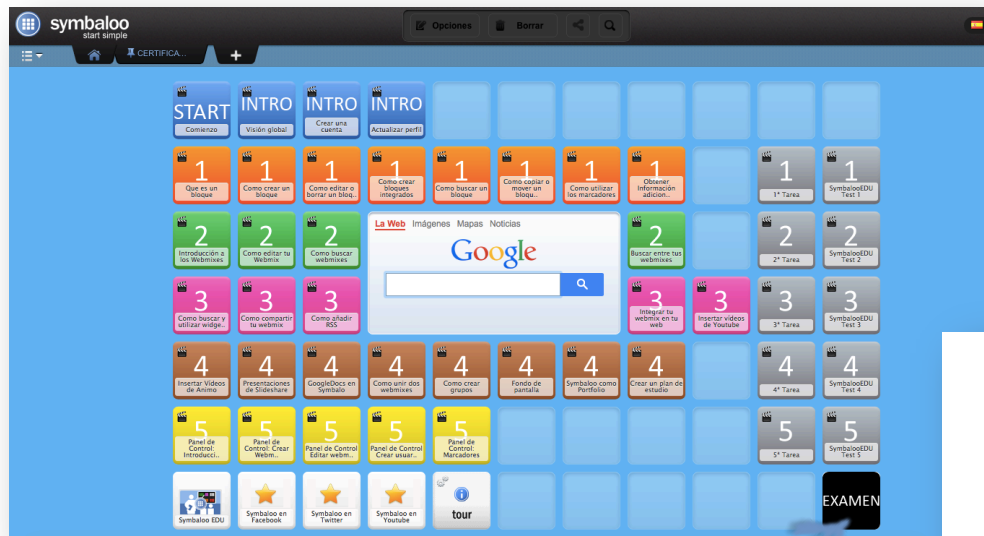 symbaloo
start simple
Opciones
Borrar
CERTIFICA...
+
START
Comienzo
INTRO
Visión global
INTRO
Crear una
cuenta
INTRO
Actualizar perfil
1
Que es un
bloque
1
Como crear un
bloque
1
Como editar o
borrar un bloq..
1
Como crear
bloques
integrados
1
Como buscar un
bloque
1
Como copiar o
mover un
bloqu..
1
Como utilizar
los marcadores
1
Obtener
Información
adicion..
1
1ª Tarea
1
SymbalooEDU
Test 1
2
Introducción a
los Webmixes
2
Como editar tu
Webmix
2
Como buscar
webmixes
La Web Imágenes Mapas Noticias
Google
2
Buscar entre tus
webmixes
2
2ª Tarea
2
SymbalooEDU
Test 2
3
Como buscar y
utilizar widge..
3
Como compartir
tu webmix
3
Como añadir
RSS
3
Integrar tu
webmix en tu
web
3
Insertar vídeos
de Youtube
3
3ª Tarea
3
SymbalooEDU
Test 3
4
Insertar Vídeos
de Animo
4
Presentaciones
de Slideshare
4
GoogleDocs en
Symbalo
4
Como unir dos
webmixes
4
Como crear
grupos
4
Fondo de
pantalla
4
Symbaloo como
Portfolio
4
Crear un plan de
estudio
4
4ª Tarea
4
SymbalooEDU
Test 4
5
Panel de
Control:
Introducci..
5
Panel de
Control: Crear
Webm..
5
Panel de Control
Editar webm..
5
Panel de Control
Crear usuar..
5
Panel de
Control:
Marcadores
5
5ª Tarea
5
SymbalooEDU
Test 5
Symbaloo EDU
Symbaloo en
Facebook
Symbaloo en
Twitter
Symbaloo en
Youtube
tour
EXAMEN